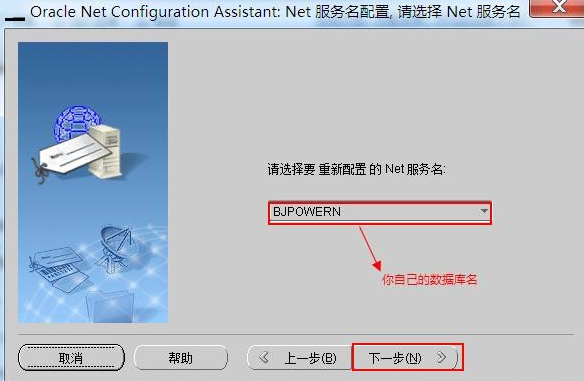 Oracle Net Configuration Assistant: Net 服务名配置, 请选择 Net 服务名
请选择要 重新配置 的 Net 服务名:
BJPOWERN
你自己的数据库名
取消
帮助
上一步(B)
下一步(N)